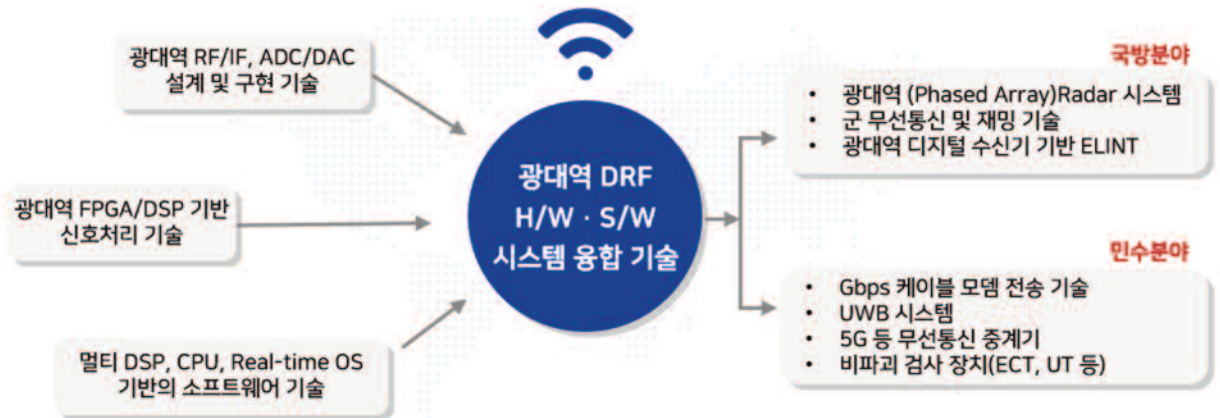 광대역 RF/IF, ADC/DAC
설계 및 구현 기술
광대역 FPGA/DSP 기반
신호처리 기술
멀티 DSP, CPU, Real-time OS
기반의 소프트웨어 기술
광대역 DRF
H/W · S/W
시스템 융합 기술
국방분야
• 광대역 (Phased Array)Radar 시스템
• 군 무선통신 및 재밍 기술
• 광대역 디지털 수신기 기반 ELINT
민수분야
• Gbps 케이블 모뎀 전송 기술
• UWB 시스템
• 5G 등 무선통신 중계기
• 비파괴 검사 장치(ECT, UT 등)